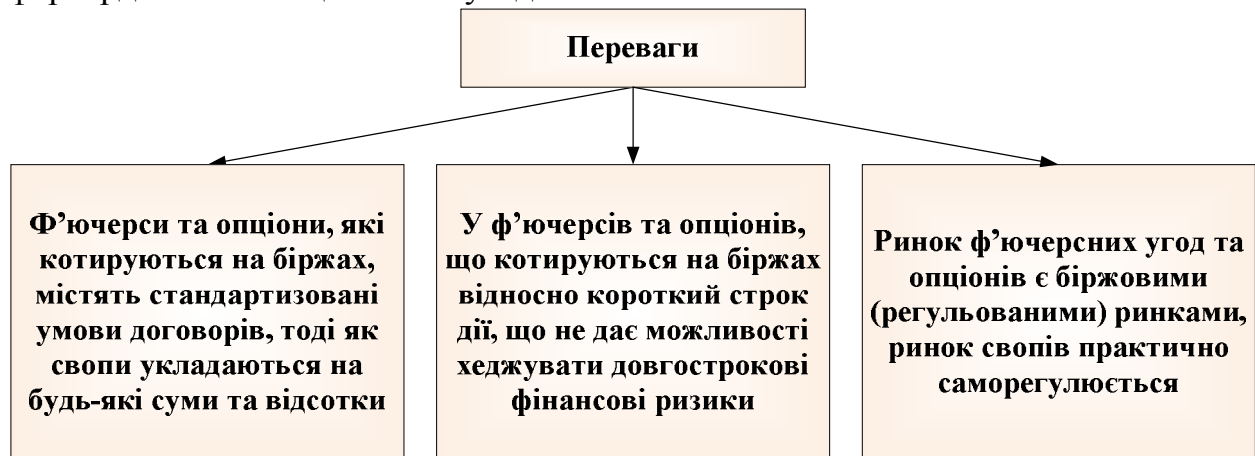 Переваги
Ф’ючерси та опціони, які
котируються на біржах,
містять стандартизовані
умови договорів, тоді як
свопи укладаються на
будь-які суми та відсотки
У ф’ючерсів та опціонів,
що котируються на біржах
відносно короткий строк
дії, що не дає можливості
хеджувати довгострокові
фінансові ризики
Ринок ф’ючерсних угод та
опціонів є біржовими
(регульованими) ринками,
ринок свопів практично
саморегулюється